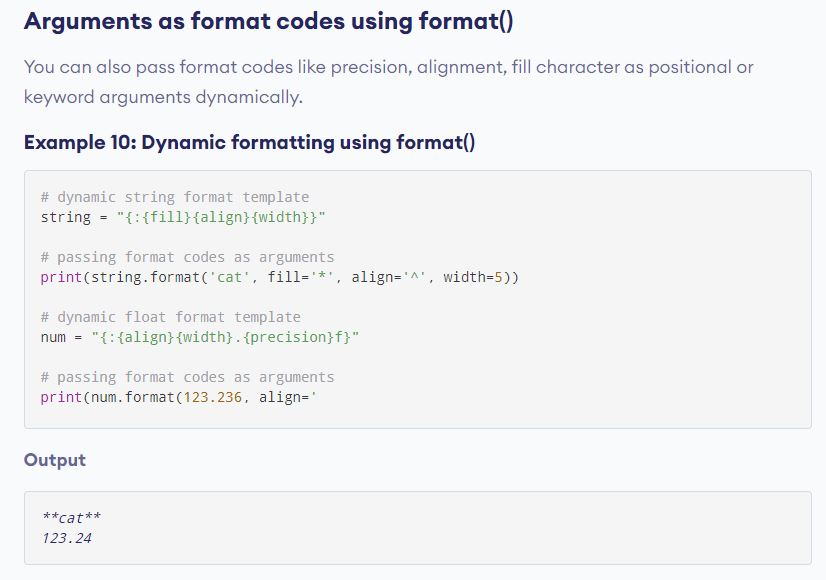 Arguments as format codes using format()
You can also pass format codes like precision, alignment, fill character as positional or
keyword arguments dynamically.
Example 10: Dynamic formatting using format()
# dynamic string format template
string = "{:{fill}{align}{width}}"
# passing format codes as arguments
print(string.format('cat', fill='*', align='^', width=5))
# dynamic float format template
num = "{:{align}{width}.{precision}f}"
# passing format codes as arguments
print(num.format(123.236, align='
Output
**cat**
123.24